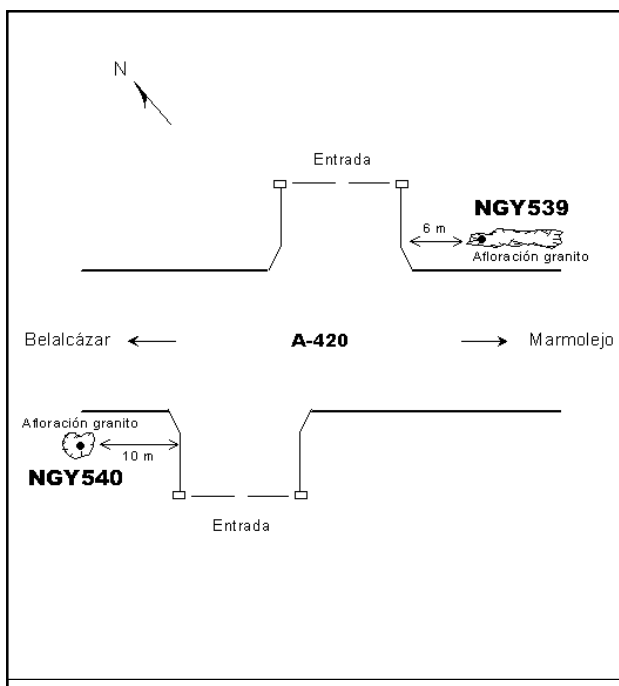 N
Entrada
NGY539
6 m
Afloración granito
Belalcázar
A-420
Marmolejo
Afloración granito
10 m
NGY540
Entrada